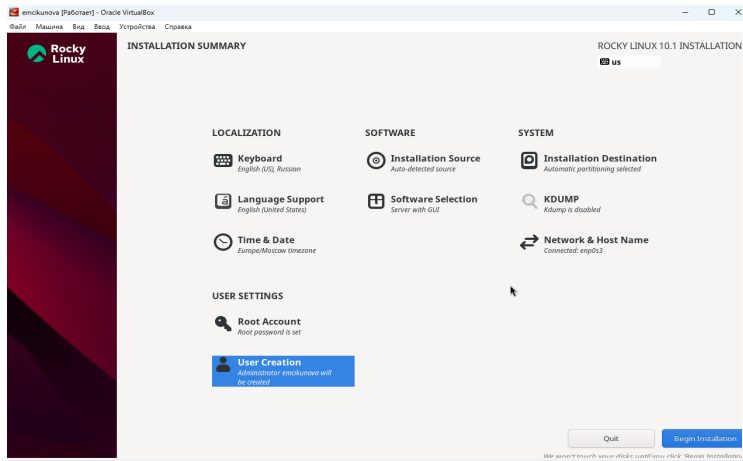 emcikunova [Работает] - Oracle VirtualBox
Файл Машина Вид Ввод Устройства Справка
Rocky Linux
INSTALLATION SUMMARY
ROCKY LINUX 10.1 INSTALLATION
us
LOCALIZATION
SOFTWARE
SYSTEM
Keyboard
English (US), Russian
Installation Source
Auto-detected source
Installation Destination
Automatic partitioning selected
Language Support
English (United States)
Software Selection
Server with GUI
KDUMP
Kdump is disabled
Time & Date
Europe/Moscow timezone
Network & Host Name
Connected: enp0s3
USER SETTINGS
Root Account
Root password is set
User Creation
Administrator emcikunova will
be created
Quit
Begin Installation
We won't touch your disks until you click 'Begin Installatio